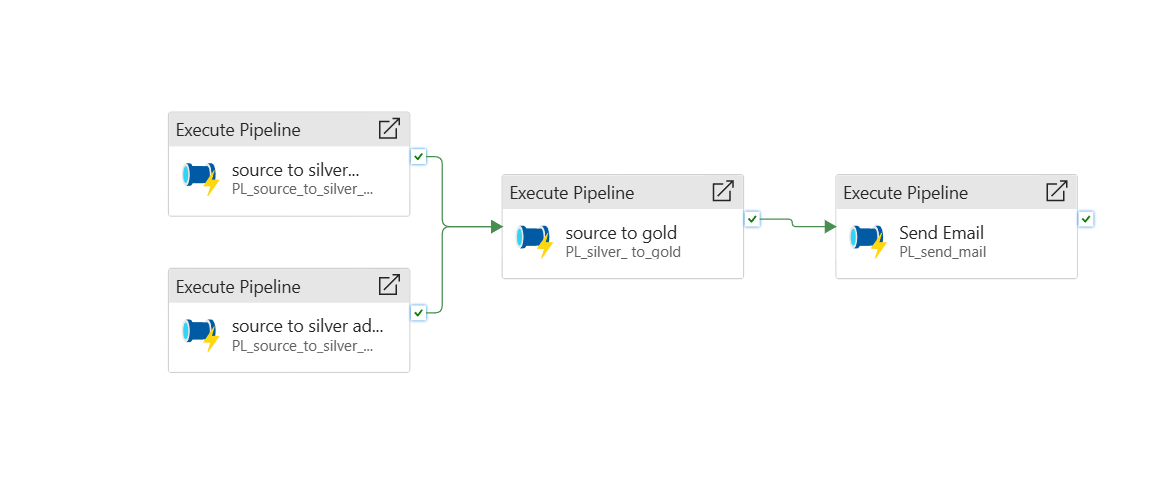 Execute Pipeline
source to silver...
PL_source_to_silver_...
Execute Pipeline
source to silver ad...
PL_source_to_silver_...
Execute Pipeline
source to gold
PL_silver_ to_gold
Execute Pipeline
Send Email
PL_send_mail